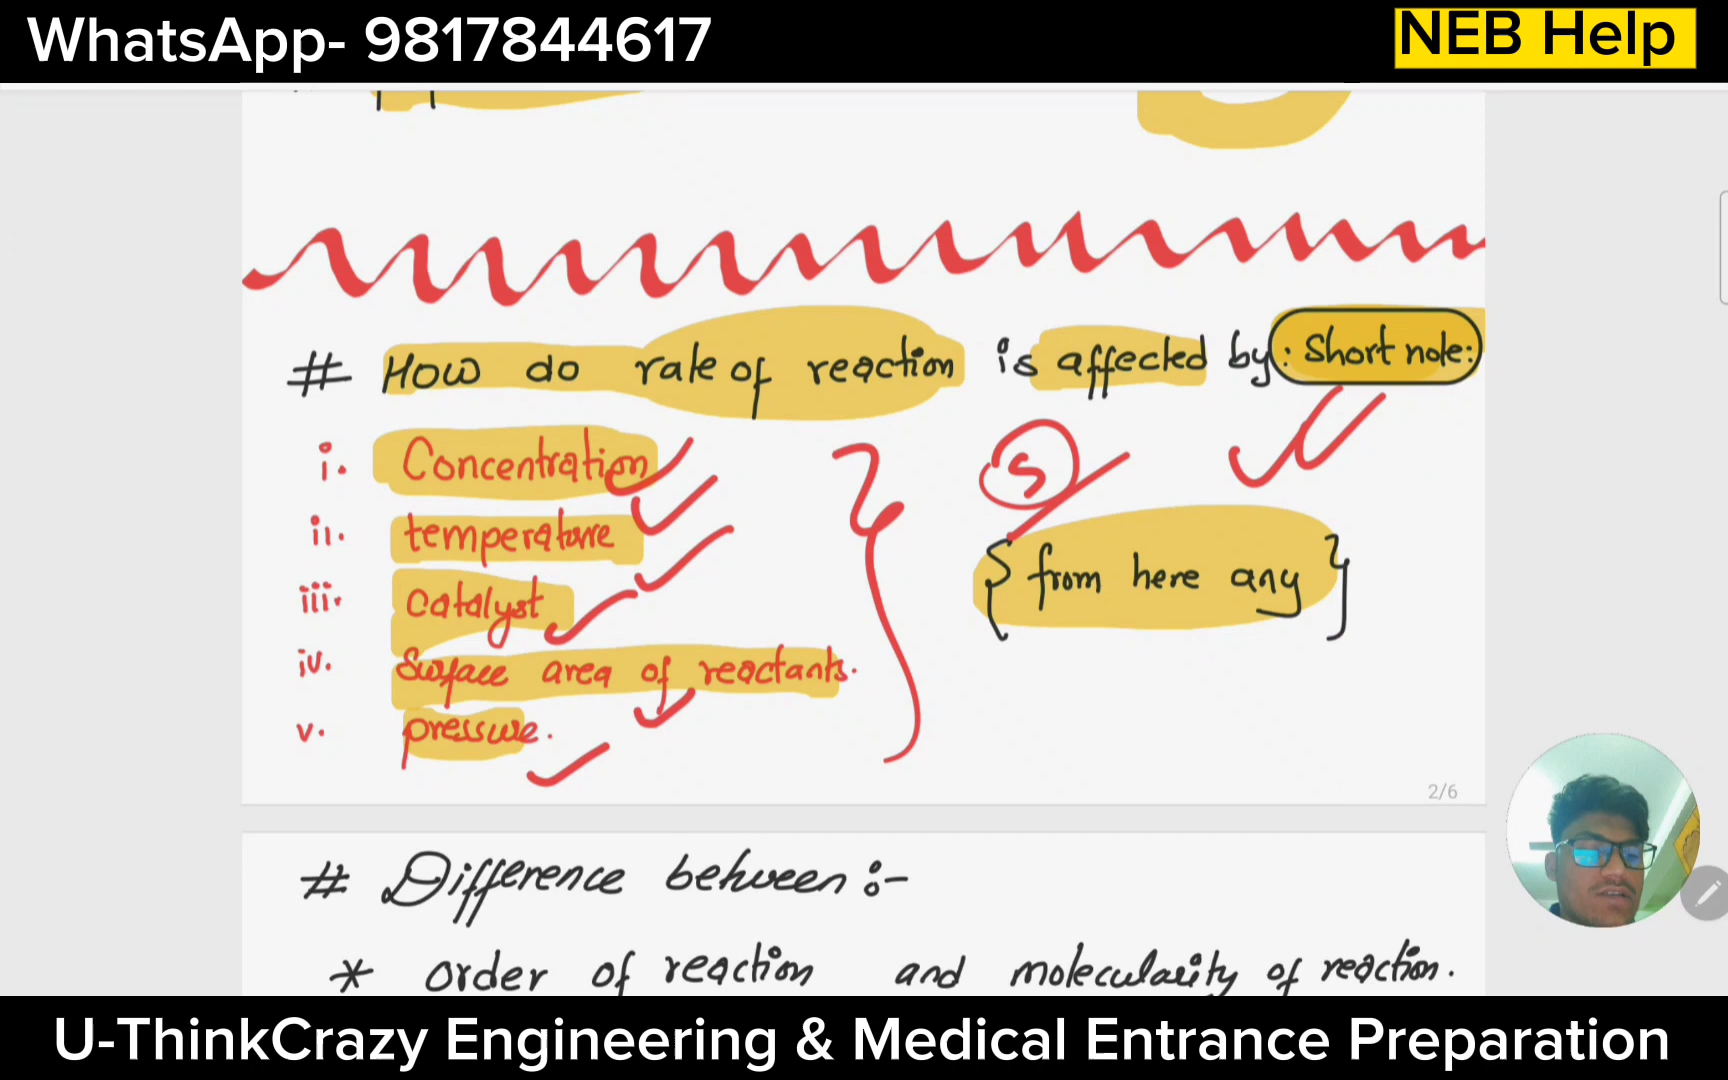 WhatsApp- 9817844617
NEB Help
# How do rate of reaction is affected by: Short note:
i. Concentration
ii. temperature
iii. Catalyst
iv. Surface area of reactants.
v. pressure.
5
{ from here any }
2/6
# Difference between :-
* order of reaction and molecularity of reaction.
U-ThinkCrazy Engineering & Medical Entrance Preparation